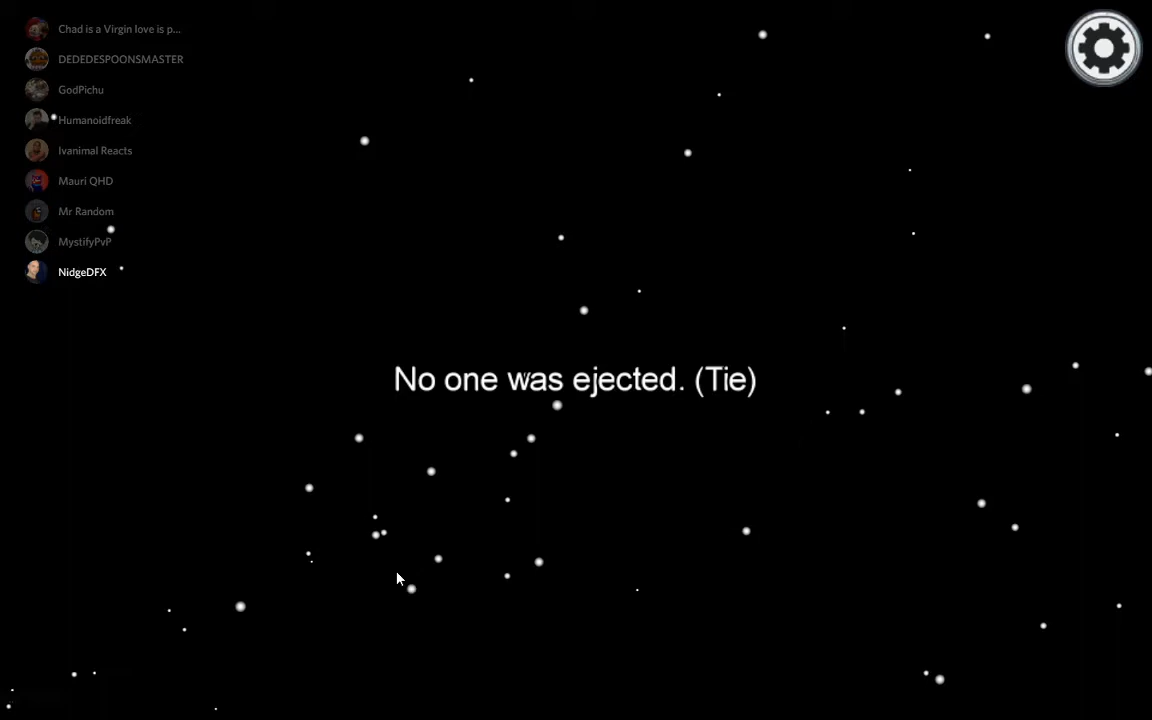 Chad is a Virgin love is p...
DEDEDESPOONSMASTER
GodPichu
Humanoidfreak
Ivanimal Reacts
Mauri QHD
Mr Random
MystifyPvP
NidgeDFX
No one was ejected. (Tie)